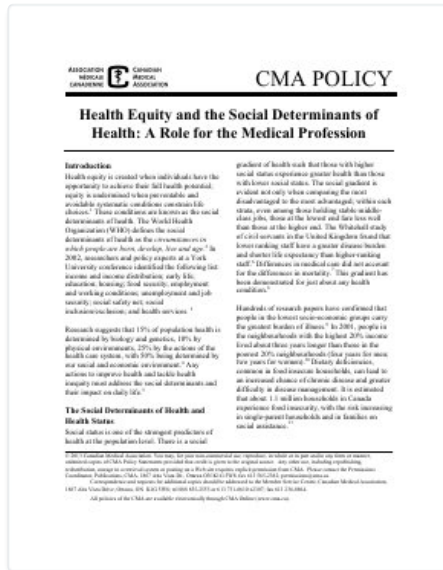 ASSOCIATION
MÉDICALE
CANADIENNE
CANADIAN
MEDICAL
ASSOCIATION
CMA POLICY
Health Equity and the Social Determinants of
Health: A Role for the Medical Profession
Introduction
Health equity is created when individuals have the
opportunity to achieve their full health potential;
equity is undermined when preventable and
avoidable systematic conditions constrain life
choices.
These conditions are known as the social
determinants of health. The World Health
Organization (WHO) defines the social
determinants of health as the circumstances in
which people are born, develop, live and age. In
2002, researchers and policy experts at a York
University conference identified the following list:
income and income distribution; early life;
education; housing; food security; employment
and working conditions; unemployment and job
security; social safety net; social
inclusion/exclusion; and health services.
Research suggests that 15% of population health is
determined by biology and genetics, 10% by
physical environments, 25% by the actions of the
health care system, with 50% being determined by
our social and economic environment. Any
actions to improve health and tackle health
inequity must address the social determinants and
their impact on daily life.
The Social Determinants of Health and
Health Status
Social status is one of the strongest predictors of
health at the population level. There is a social
gradient of health such that those with higher
social status experience greater health than those
with lower social status. The social gradient is
evident not only when comparing the most
disadvantaged to the most advantaged; within each
strata, even among those holding stable middle-
class jobs, those at the lowest end fare less well
than those at the higher end. The Whitehall study
of civil servants in the United Kingdom found that
lower ranking staff have a greater disease burden
and shorter life expectancy than higher-ranking
staff. Differences in medical care did not account
for the differences in mortality. This gradient has
been demonstrated for just about any health
condition.
Hundreds of research papers have confirmed that
people in the lowest socio-economic groups carry
the greatest burden of illness. In 2001, people in
the neighbourhoods with the highest 20% income
lived about three years longer than those in the
poorest 20% neighbourhoods (four years for men;
two years for women). Dietary deficiencies,
common in food insecure households, can lead to
an increased chance of chronic disease and greater
difficulty in disease management. It is estimated
that about 1.1 million households in Canada
experience food insecurity, with the risk increasing
in single-parent households and in families on
social assistance.